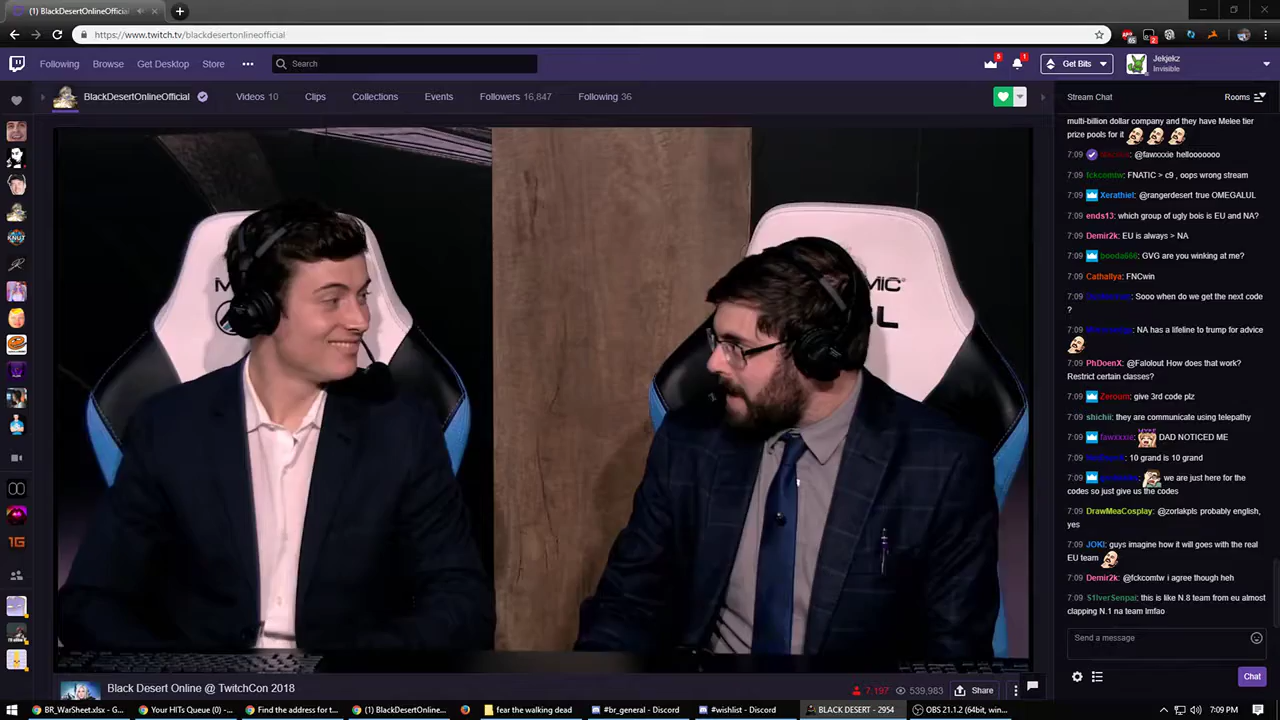 (1) BlackDesertOnlineOfficial
https://www.twitch.tv/blackdesertonlineofficial
Following Browse Get Desktop Store ••• Search 5 1 Get Bits Jekjekz
Invisible
BlackDesertOnlineOfficial Videos 10 Clips Collections Events Followers 16,847 Following 36 Stream Chat Rooms
multi-billion dollar company and they have Melee tier
prize pools for it
7:09 @fawxxxie hellooooooo
7:09 fckcomtw: FNATIC > c9 , oops wrong stream
7:09 Xerathiel: @rangerdesert true OMEGALUL
7:09 ends13: which group of ugly bois is EU and NA?
7:09 Demir2k: EU is always > NA
7:09 booda666: GVG are you winking at me?
7:09 Cathallya: FNCwin
7:09 Sooo when do we get the next code
?
7:09 NA has a lifeline to trump for advice
7:09 PhDoenX: @Falolout How does that work?
Restrict certain classes?
7:09 Zeroum: give 3rd code plz
7:09 shichii: they are communicate using telepathy
7:09 fawxxxie: DAD NOTICED ME
7:09 10 grand is 10 grand
7:09 we are just here for the
codes so just give us the codes
7:09 DrawMeaCosplay: @zorlakpls probably english,
yes
7:09 JOKI: guys imagine how it will goes with the real
EU team
7:09 Demir2k: @fckcomtw i agree though heh
7:09 S1lverSenpai: this is like N.8 team from eu almost
clapping N.1 na team lmfao
Send a message
Chat
Black Desert Online @ TwitchCon 2018 7,197 539,983 Share
BR_WarSheet.xlsx - G... Your HITs Queue (0) - ... Find the address for t... (1) BlackDesertOnline... fear the walking dead #br_general - Discord #wishlist - Discord BLACK DESERT - 2954 OBS 21.1.2 (64bit, win... 7:09 PM